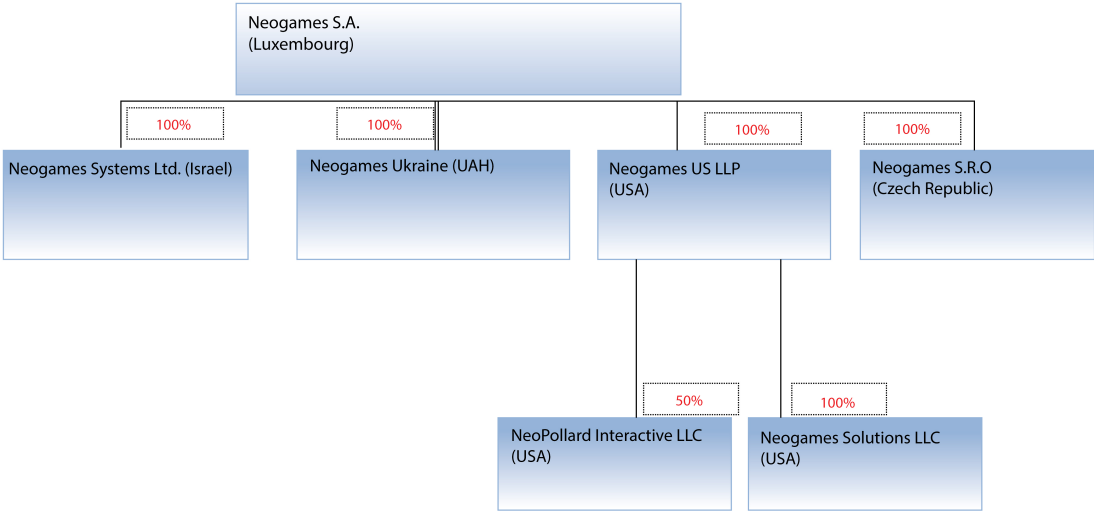 Neogames S.A.
(Luxembourg)
100%
100%
100%
100%
Neogames Systems Ltd. (Israel)
Neogames Ukraine (UAH)
Neogames US LLP
(USA)
Neogames S.R.O
(Czech Republic)
50%
100%
NeoPollard Interactive LLC
(USA)
Neogames Solutions LLC
(USA)